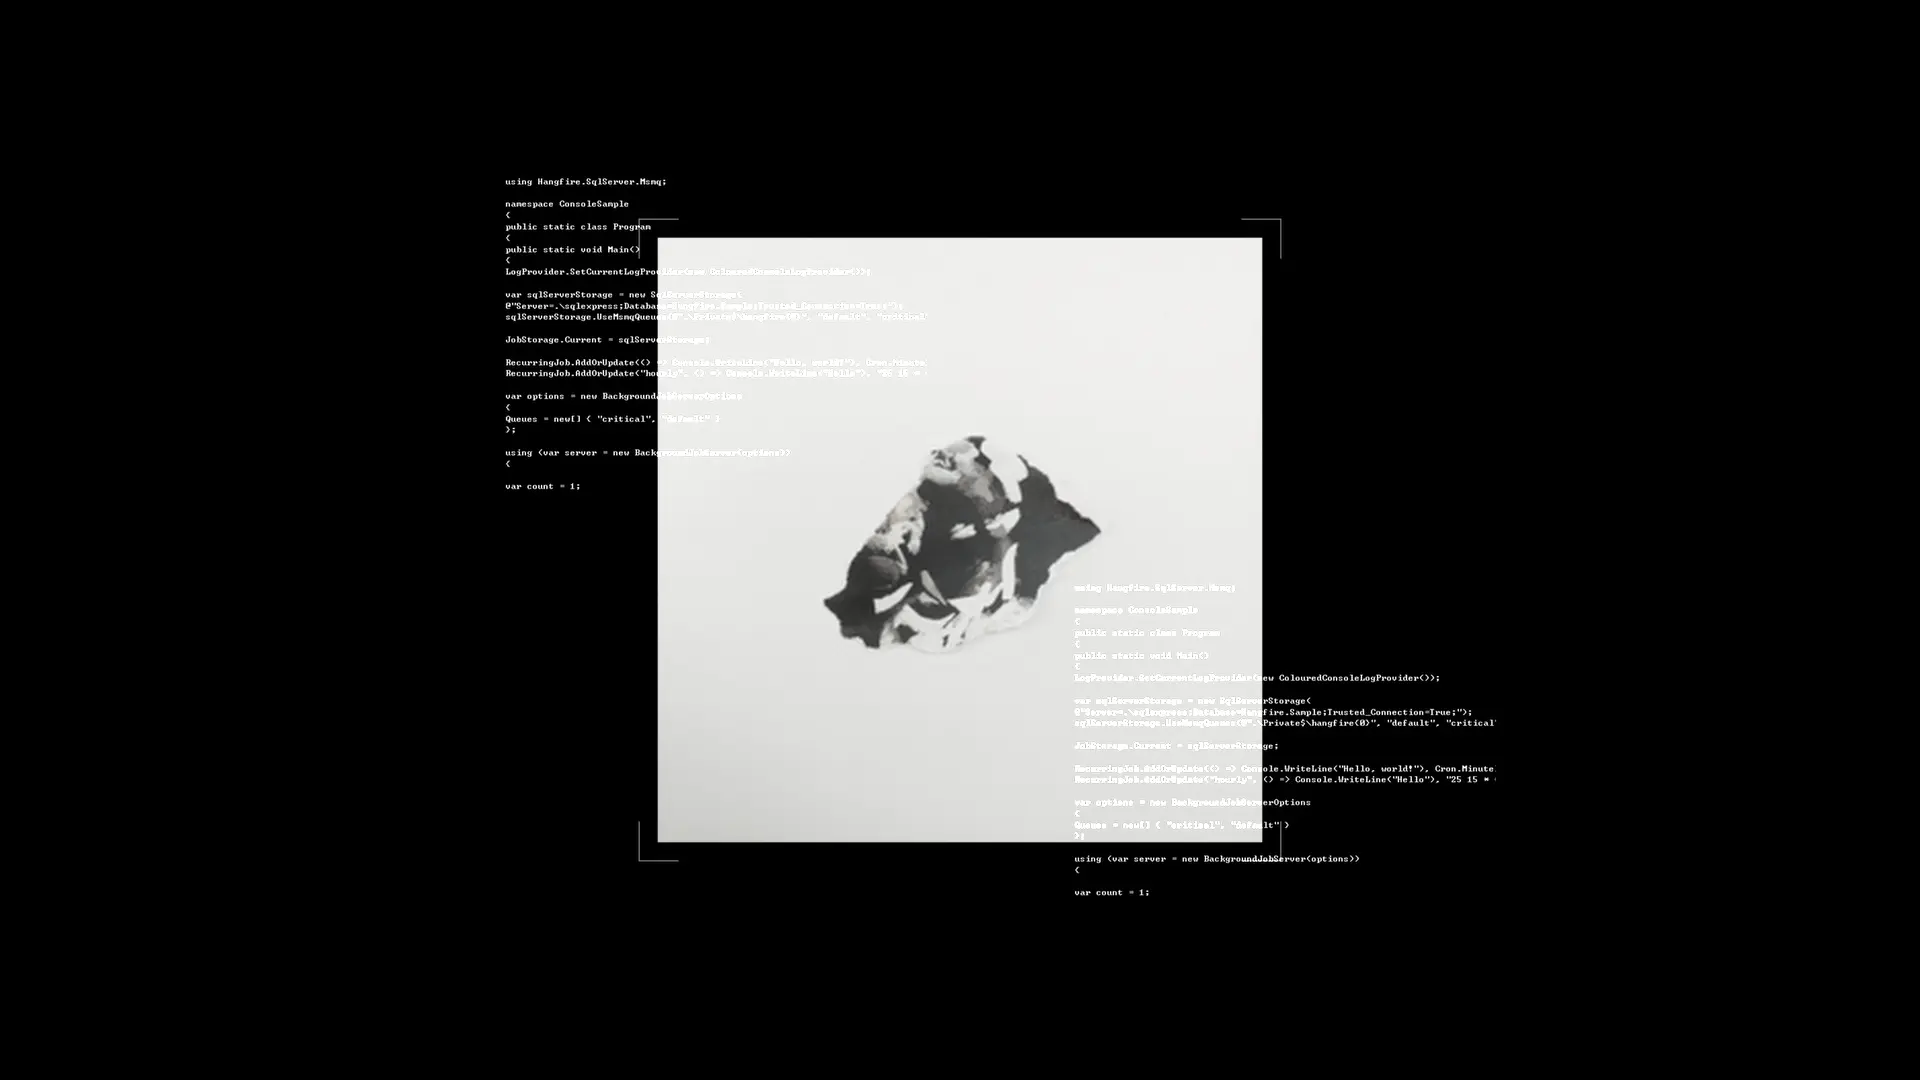 using Hangfire.SqlServer.Msmq;
namespace ConsoleSample
{
public static class Program
{
public static void Main()
{
LogProvider.SetCurrentLogProvider(new ColouredConsoleLogProvider());
var sqlServerStorage = new SqlServerStorage(
@"Server=.\sqlexpress;Database=Hangfire.Sample;Trusted_Connection=True;");
sqlServerStorage.UseMsmqQueues(@".\Private$\hangfire{0}", "default", "critical"
JobStorage.Current = sqlServerStorage;
RecurringJob.AddOrUpdate(() => Console.WriteLine("Hello, world!"), Cron.Minute
RecurringJob.AddOrUpdate("hourly", () => Console.WriteLine("Hello"), "25 15 *
var options = new BackgroundJobServerOptions
{
Queues = new[] { "critical", "default" }
};
using (var server = new BackgroundJobServer(options))
{
var count = 1;
using Hangfire.SqlServer.Msmq;
namespace ConsoleSample
{
public static class Program
{
public static void Main()
{
LogProvider.SetCurrentLogProvider(new ColouredConsoleLogProvider());
var sqlServerStorage = new SqlServerStorage(
@"Server=.\sqlexpress;Database=Hangfire.Sample;Trusted_Connection=True;");
sqlServerStorage.UseMsmqQueues(@".\Private$\hangfire{0}", "default", "critical"
JobStorage.Current = sqlServerStorage;
RecurringJob.AddOrUpdate(() => Console.WriteLine("Hello, world!"), Cron.Minute
RecurringJob.AddOrUpdate("hourly", () => Console.WriteLine("Hello"), "25 15 *
var options = new BackgroundJobServerOptions
{
Queues = new[] { "critical", "default" }
};
using (var server = new BackgroundJobServer(options))
{
var count = 1;